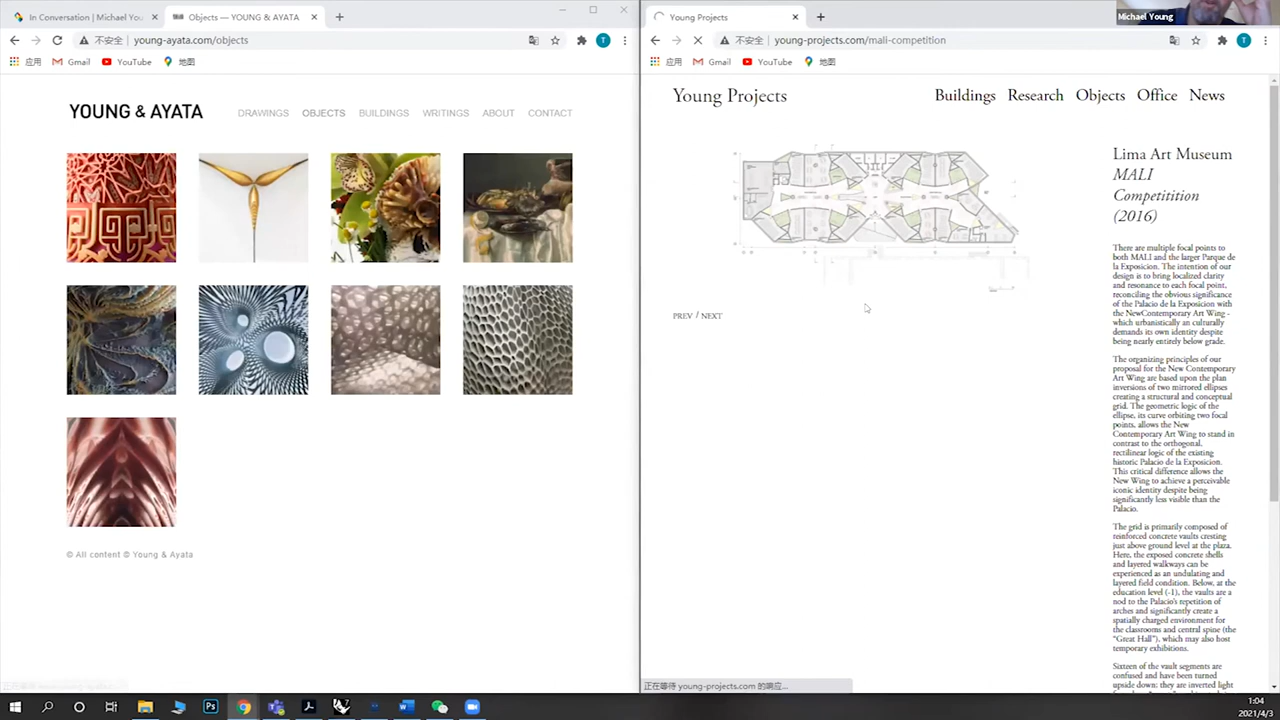 In Conversation | Michael You
Objects — YOUNG & AYATA
不安全
young-ayata.com/objects
T
应用
Gmail
YouTube
地图
YOUNG & AYATA
DRAWINGS
OBJECTS
BUILDINGS
WRITINGS
ABOUT
CONTACT
© All content © Young & Ayata
Young Projects
Michael Young
不安全
young-projects.com/mali-competition
T
应用
Gmail
YouTube
地图
Young Projects
Buildings
Research
Objects
Office
News
PREV / NEXT
Lima Art Museum
MALI
Competitition
(2016)
There are multiple focal points to
both MALI and the larger Parque de
la Exposicion. The intention of our
design is to bring localized clarity
and resonance to each focal point,
reconciling the obvious significance
of the Palacio de la Exposicion with
the NewContemporary Art Wing -
which urbanistically an culturally
demands its own identity despite
being nearly entirely below grade.
The organizing principles of our
proposal for the New Contemporary
Art Wing are based upon the plan
inversions of two mirrored ellipses
creating a structural and conceptual
grid. The geometric logic of the
ellipse, its curve orbiting two focal
points, allows the New
Contemporary Art Wing to stand in
contrast to the orthogonal,
rectilinear logic of the existing
historic Palacio de la Exposicion.
This critical difference allows the
New Wing to achieve a perceivable
iconic identity despite being
significantly less visible than the
Palacio.
The grid is primarily composed of
reinforced concrete vaults cresting
just above ground level at the plaza.
Here, the exposed concrete shells
and layered walkways can be
experienced as an undulating and
layered field condition. Below, at the
education level (-1), the vaults are a
nod to the Palacio's repetition of
arches and significantly create a
spatially charged environment for
the classrooms and central spine (the
"Great Hall"), which may also host
temporary exhibitions.
Sixteen of the vault segments are
confused and have been turned
upside down: they are inverted light
正在等待 young-projects.com 的响应...
Ps
1:04
2021/4/3